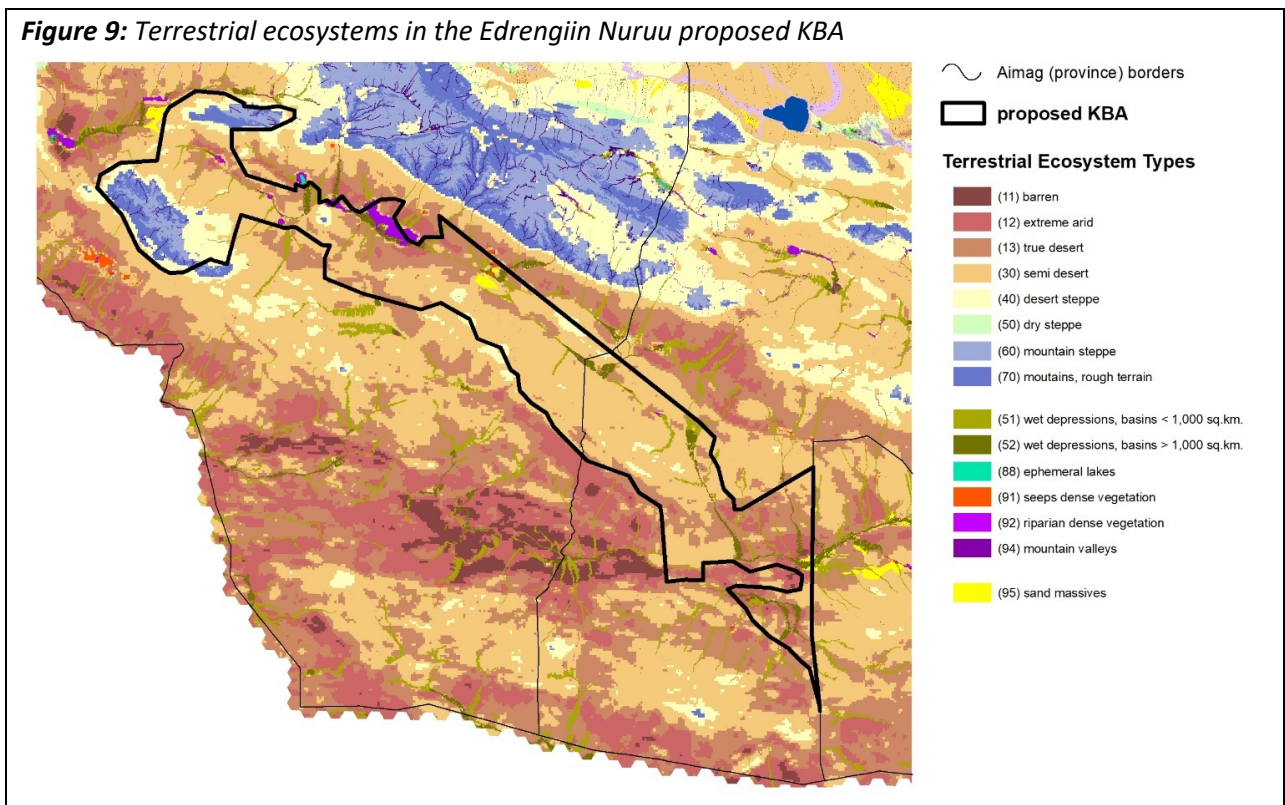 Figure 9: Terrestrial ecosystems in the Edrengiin Nuruu proposed KBA
Aimag (province) borders
proposed KBA
Terrestrial Ecosystem Types
(11) barren
(12) extreme arid
(13) true desert
(30) semi desert
(40) desert steppe
(50) dry steppe
(60) mountain steppe
(70) moutains, rough terrain
(51) wet depressions, basins < 1,000 sq.km.
(52) wet depressions, basins > 1,000 sq.km.
(88) ephemeral lakes
(91) seeps dense vegetation
(92) riparian dense vegetation
(94) mountain valleys
(95) sand massives